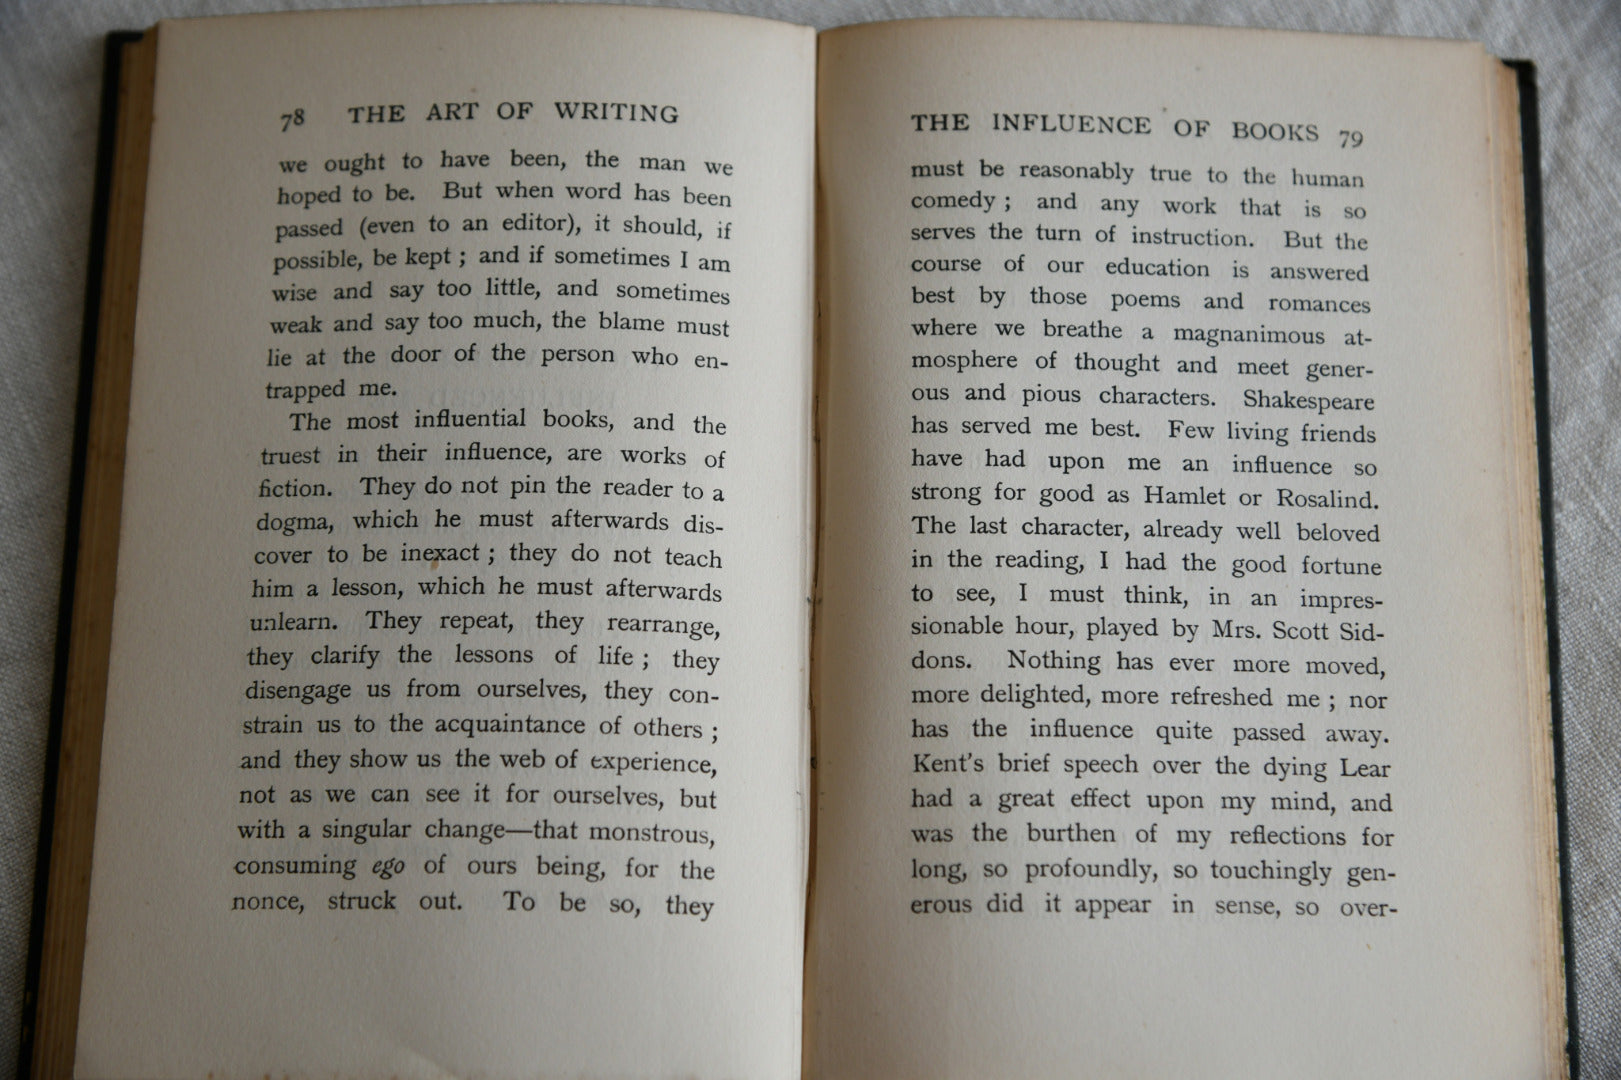 78 THE ART OF WRITING
we ought to have been, the man we
hoped to be. But when word has been
passed (even to an editor), it should, if
possible, be kept ; and if sometimes I am
wise and say too little, and sometimes
weak and say too much, the blame must
lie at the door of the person who en-
trapped me.
The most influential books, and the
truest in their influence, are works of
fiction. They do not pin the reader to a
dogma, which he must afterwards dis-
cover to be inexact ; they do not teach
him a lesson, which he must afterwards
unlearn. They repeat, they rearrange,
they clarify the lessons of life ; they
disengage us from ourselves, they con-
strain us to the acquaintance of others ;
and they show us the web of experience,
not as we can see it for ourselves, but
with a singular change—that monstrous,
consuming ego of ours being, for the
nonce, struck out. To be so, they
THE INFLUENCE OF BOOKS 79
must be reasonably true to the human
comedy ; and any work that is so
serves the turn of instruction. But the
course of our education is answered
best by those poems and romances
where we breathe a magnanimous at-
mosphere of thought and meet gener-
ous and pious characters. Shakespeare
has served me best. Few living friends
have had upon me an influence so
strong for good as Hamlet or Rosalind.
The last character, already well beloved
in the reading, I had the good fortune
to see, I must think, in an impres-
sionable hour, played by Mrs. Scott Sid-
dons. Nothing has ever more moved,
more delighted, more refreshed me ; nor
has the influence quite passed away.
Kent's brief speech over the dying Lear
had a great effect upon my mind, and
was the burthen of my reflections for
long, so profoundly, so touchingly gen-
erous did it appear in sense, so over-